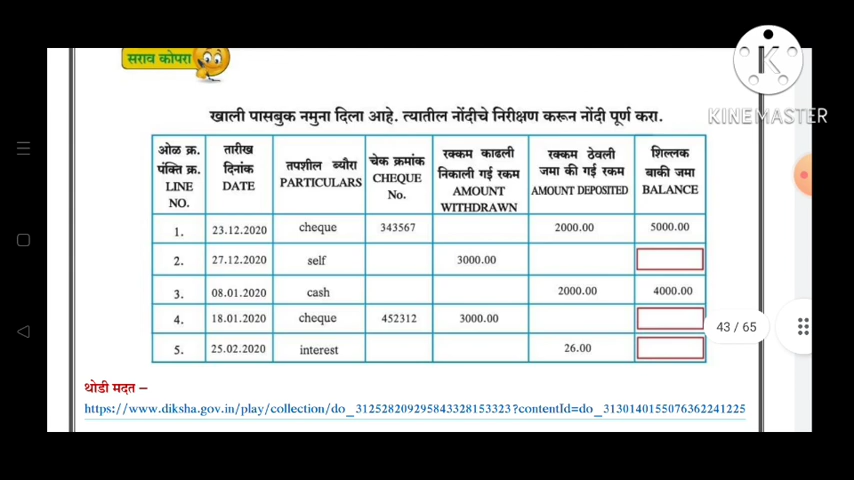 सराव कोपरा
KINEMASTER
खाली पासबुक नमुना दिला आहे. त्यातील नोंदीचे निरीक्षण करून नोंदी पूर्ण करा.
ओळ क्र. पंक्ति क्र. LINE NO. तारीख दिनांक DATE तपशील ब्यौरा PARTICULARS चेक क्रमांक CHEQUE No. रक्कम काढली निकाली गई रकम AMOUNT WITHDRAWN रक्कम ठेवली जमा की गई रकम AMOUNT DEPOSITED शिल्लक बाकी जमा BALANCE
1. 23.12.2020 cheque 343567 2000.00 5000.00
2. 27.12.2020 self 3000.00
3. 08.01.2020 cash 2000.00 4000.00
4. 18.01.2020 cheque 452312 3000.00
5. 25.02.2020 interest 26.00
43 / 65
थोडी मदत –
https://www.diksha.gov.in/play/collection/do_312528209295843328153323?contentId=do_3130140155076362241225